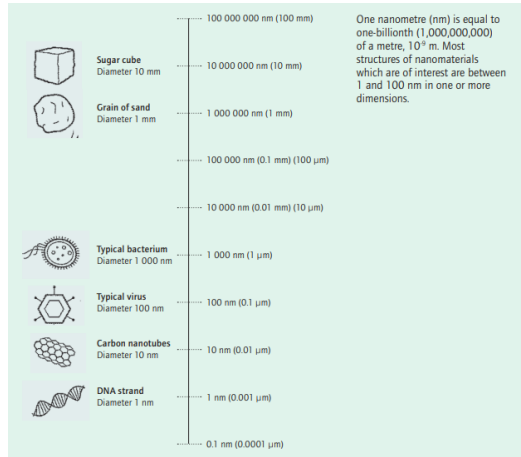 100 000 000 nm (100 mm)
One nanometre (nm) is equal to
one-billionth (1,000,000,000)
of a metre, 10⁻⁹ m. Most
structures of nanomaterials
which are of interest are between
1 and 100 nm in one or more
dimensions.
Sugar cube
Diameter 10 mm
10 000 000 nm (10 mm)
Grain of sand
Diameter 1 mm
1 000 000 nm (1 mm)
100 000 nm (0.1 mm) (100 µm)
10 000 nm (0.01 mm) (10 µm)
Typical bacterium
Diameter 1 000 nm
1 000 nm (1 µm)
Typical virus
Diameter 100 nm
100 nm (0.1 µm)
Carbon nanotubes
Diameter 10 nm
10 nm (0.01 µm)
DNA strand
Diameter 1 nm
1 nm (0.001 µm)
0.1 nm (0.0001 µm)